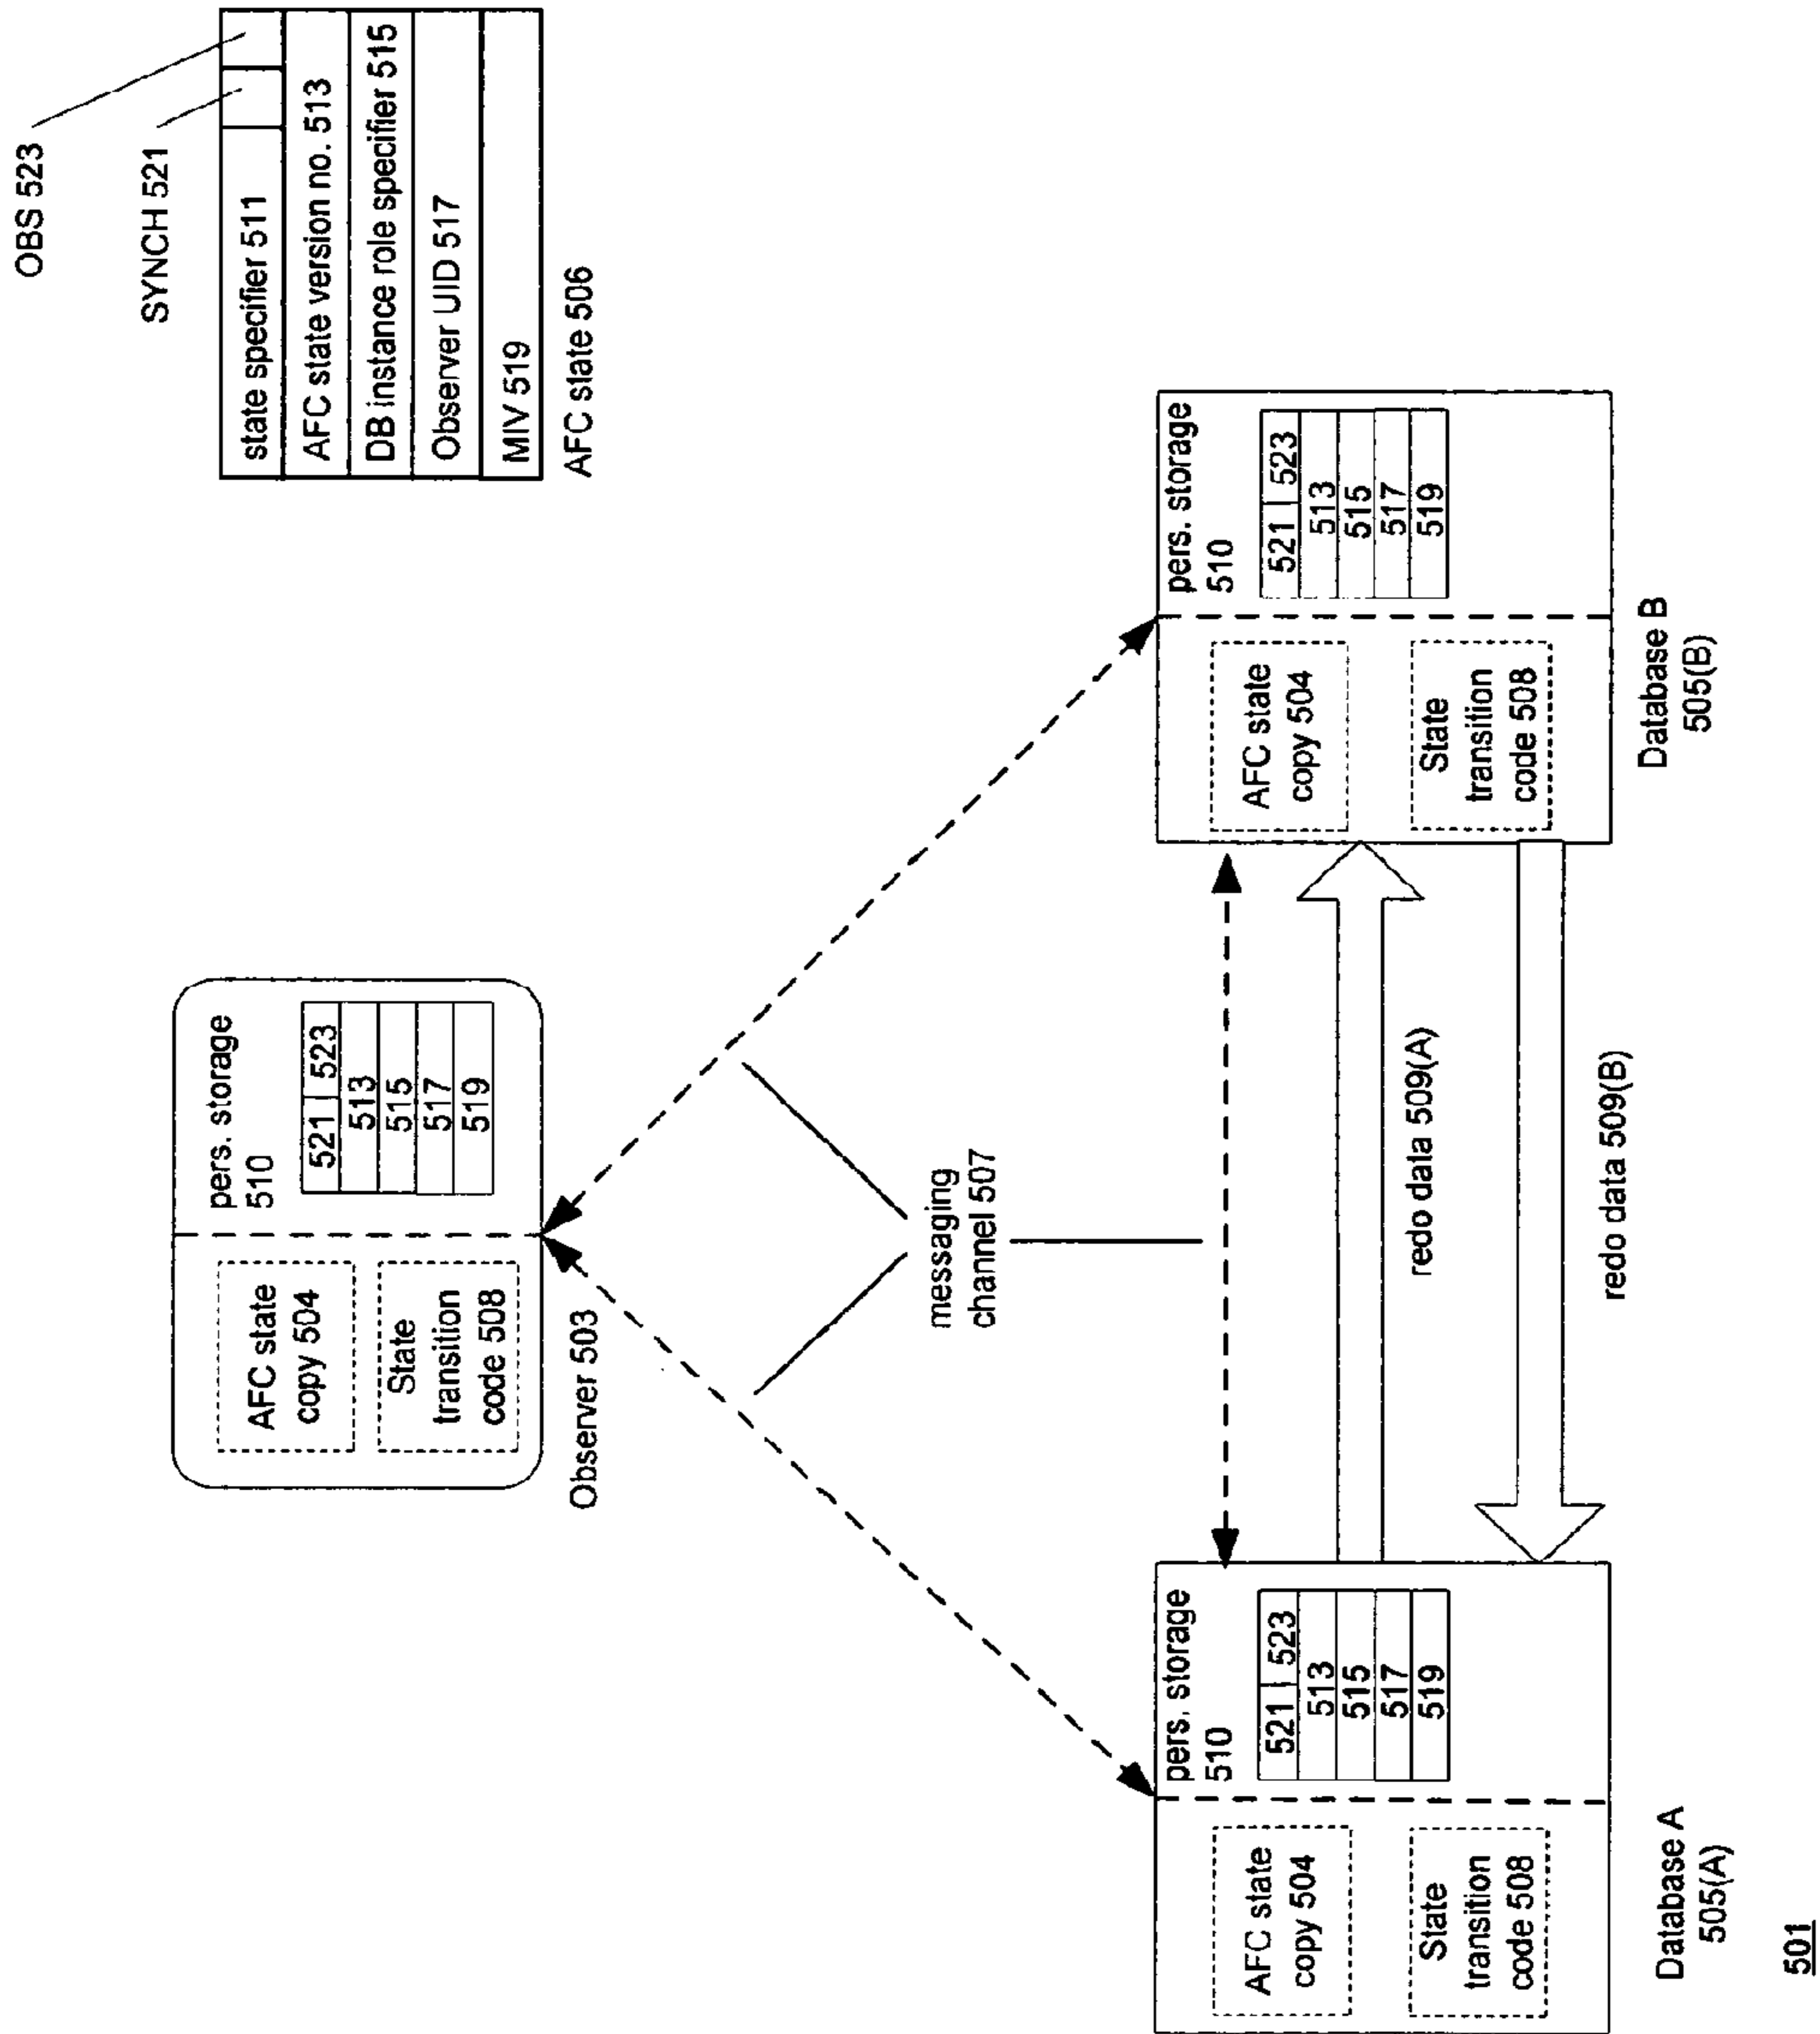 OBS 523
SYNCH 521
state specifier 511
AFC state version no. 513
DB instance role specifier 515
Observer UID 517
MIV 519
AFC state 506
AFC state
copy 504
State
transition
code 508
pers. storage
510
521 523
513
515
517
519
Observer 503
messaging
channel 507
AFC state
copy 504
State
transition
code 508
pers. storage
510
521 523
513
515
517
519
Database A
505(A)
redo data 509(A)
redo data 509(B)
AFC state
copy 504
State
transition
code 508
pers. storage
510
521 523
513
515
517
519
Database B
505(B)
501